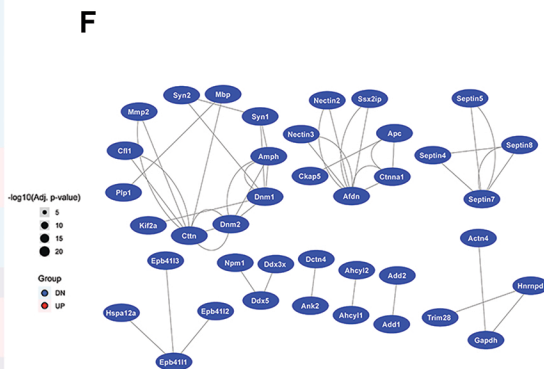 F
Syn2
Mbp
Nectin2
Ssx2ip
Septin5
Mmp2
Syn1
Nectin3
Apc
Cfl1
Amph
Septin4
Septin8
Plp1
Dnm1
Ckap5
Ctnna1
Afdn
Septin7
-log10(Adj. p-value)
5
10
15
20
Kif2a
Cttn
Dnm2
Actn4
Epb41l3
Npm1
Ddx3x
Dctn4
Ahcyl2
Add2
Group
DN
UP
Hnrnpd
Hspa12a
Epb41l2
Ddx5
Ank2
Ahcyl1
Add1
Trim28
Gapdh
Epb41l1